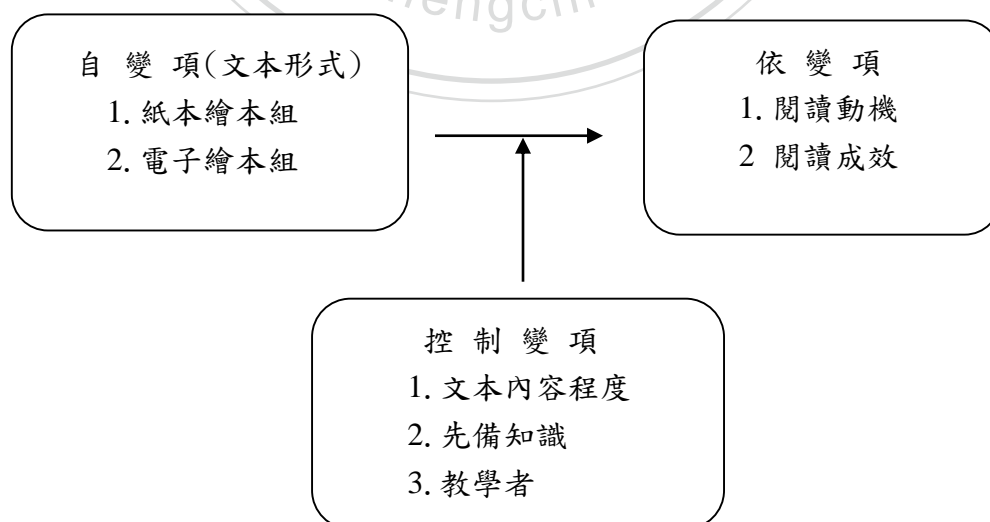 hengchi
自 變 項(文本形式)
1. 紙本繪本組
2. 電子繪本組
依 變 項
1. 閱讀動機
2 閱讀成效
控 制 變 項
1. 文本內容程度
2. 先備知識
3. 教學者